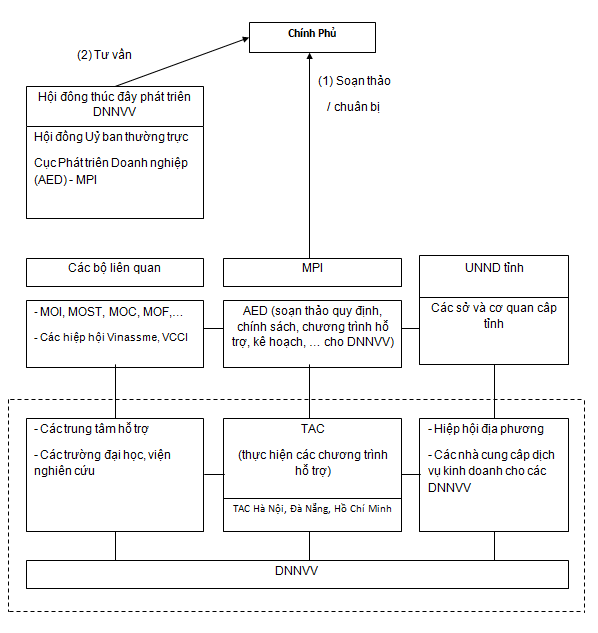 Chính Phủ
(2) Tư vấn
(1) Soạn thảo
/ chuẩn bị
Hội đồng thúc đẩy phát triển
DNNVV
Hội đồng Uỷ ban thường trực
Cục Phát triển Doanh nghiệp
(AED) - MPI
Các bộ liên quan
MPI
UNND tỉnh
- MOI, MOST, MOC, MOF,...
- Các hiệp hội Vinassme, VCCI
AED (soạn thảo quy định,
chính sách, chương trình hỗ
trợ, kế hoạch, … cho DNNVV)
Các sở và cơ quan cấp
tỉnh
- Các trung tâm hỗ trợ
- Các trường đại học, viện
nghiên cứu
TAC
(thực hiện các chương trình
hỗ trợ)
TAC Hà Nội, Đà Nẵng, Hồ Chí Minh
- Hiệp hội địa phương
- Các nhà cung cấp dịch
vụ kinh doanh cho các
DNNVV
DNNVV